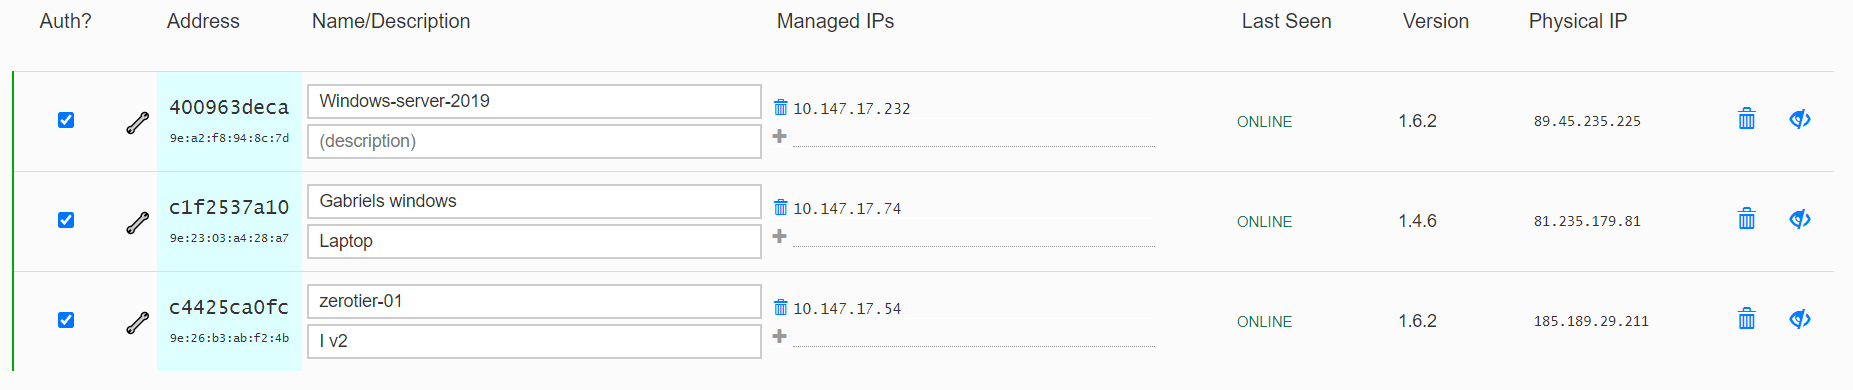 Auth? Address Name/Description Managed IPs Last Seen Version Physical IP
400963deca Windows-server-2019 10.147.17.232 ONLINE 1.6.2 89.45.235.225
9e:a2:f8:94:8c:7d (description)
c1f2537a10 Gabriels windows 10.147.17.74 ONLINE 1.4.6 81.235.179.81
9e:23:03:a4:28:a7 Laptop
c4425ca0fc zerotier-01 10.147.17.54 ONLINE 1.6.2 185.189.29.211
9e:26:b3:ab:f2:4b I v2